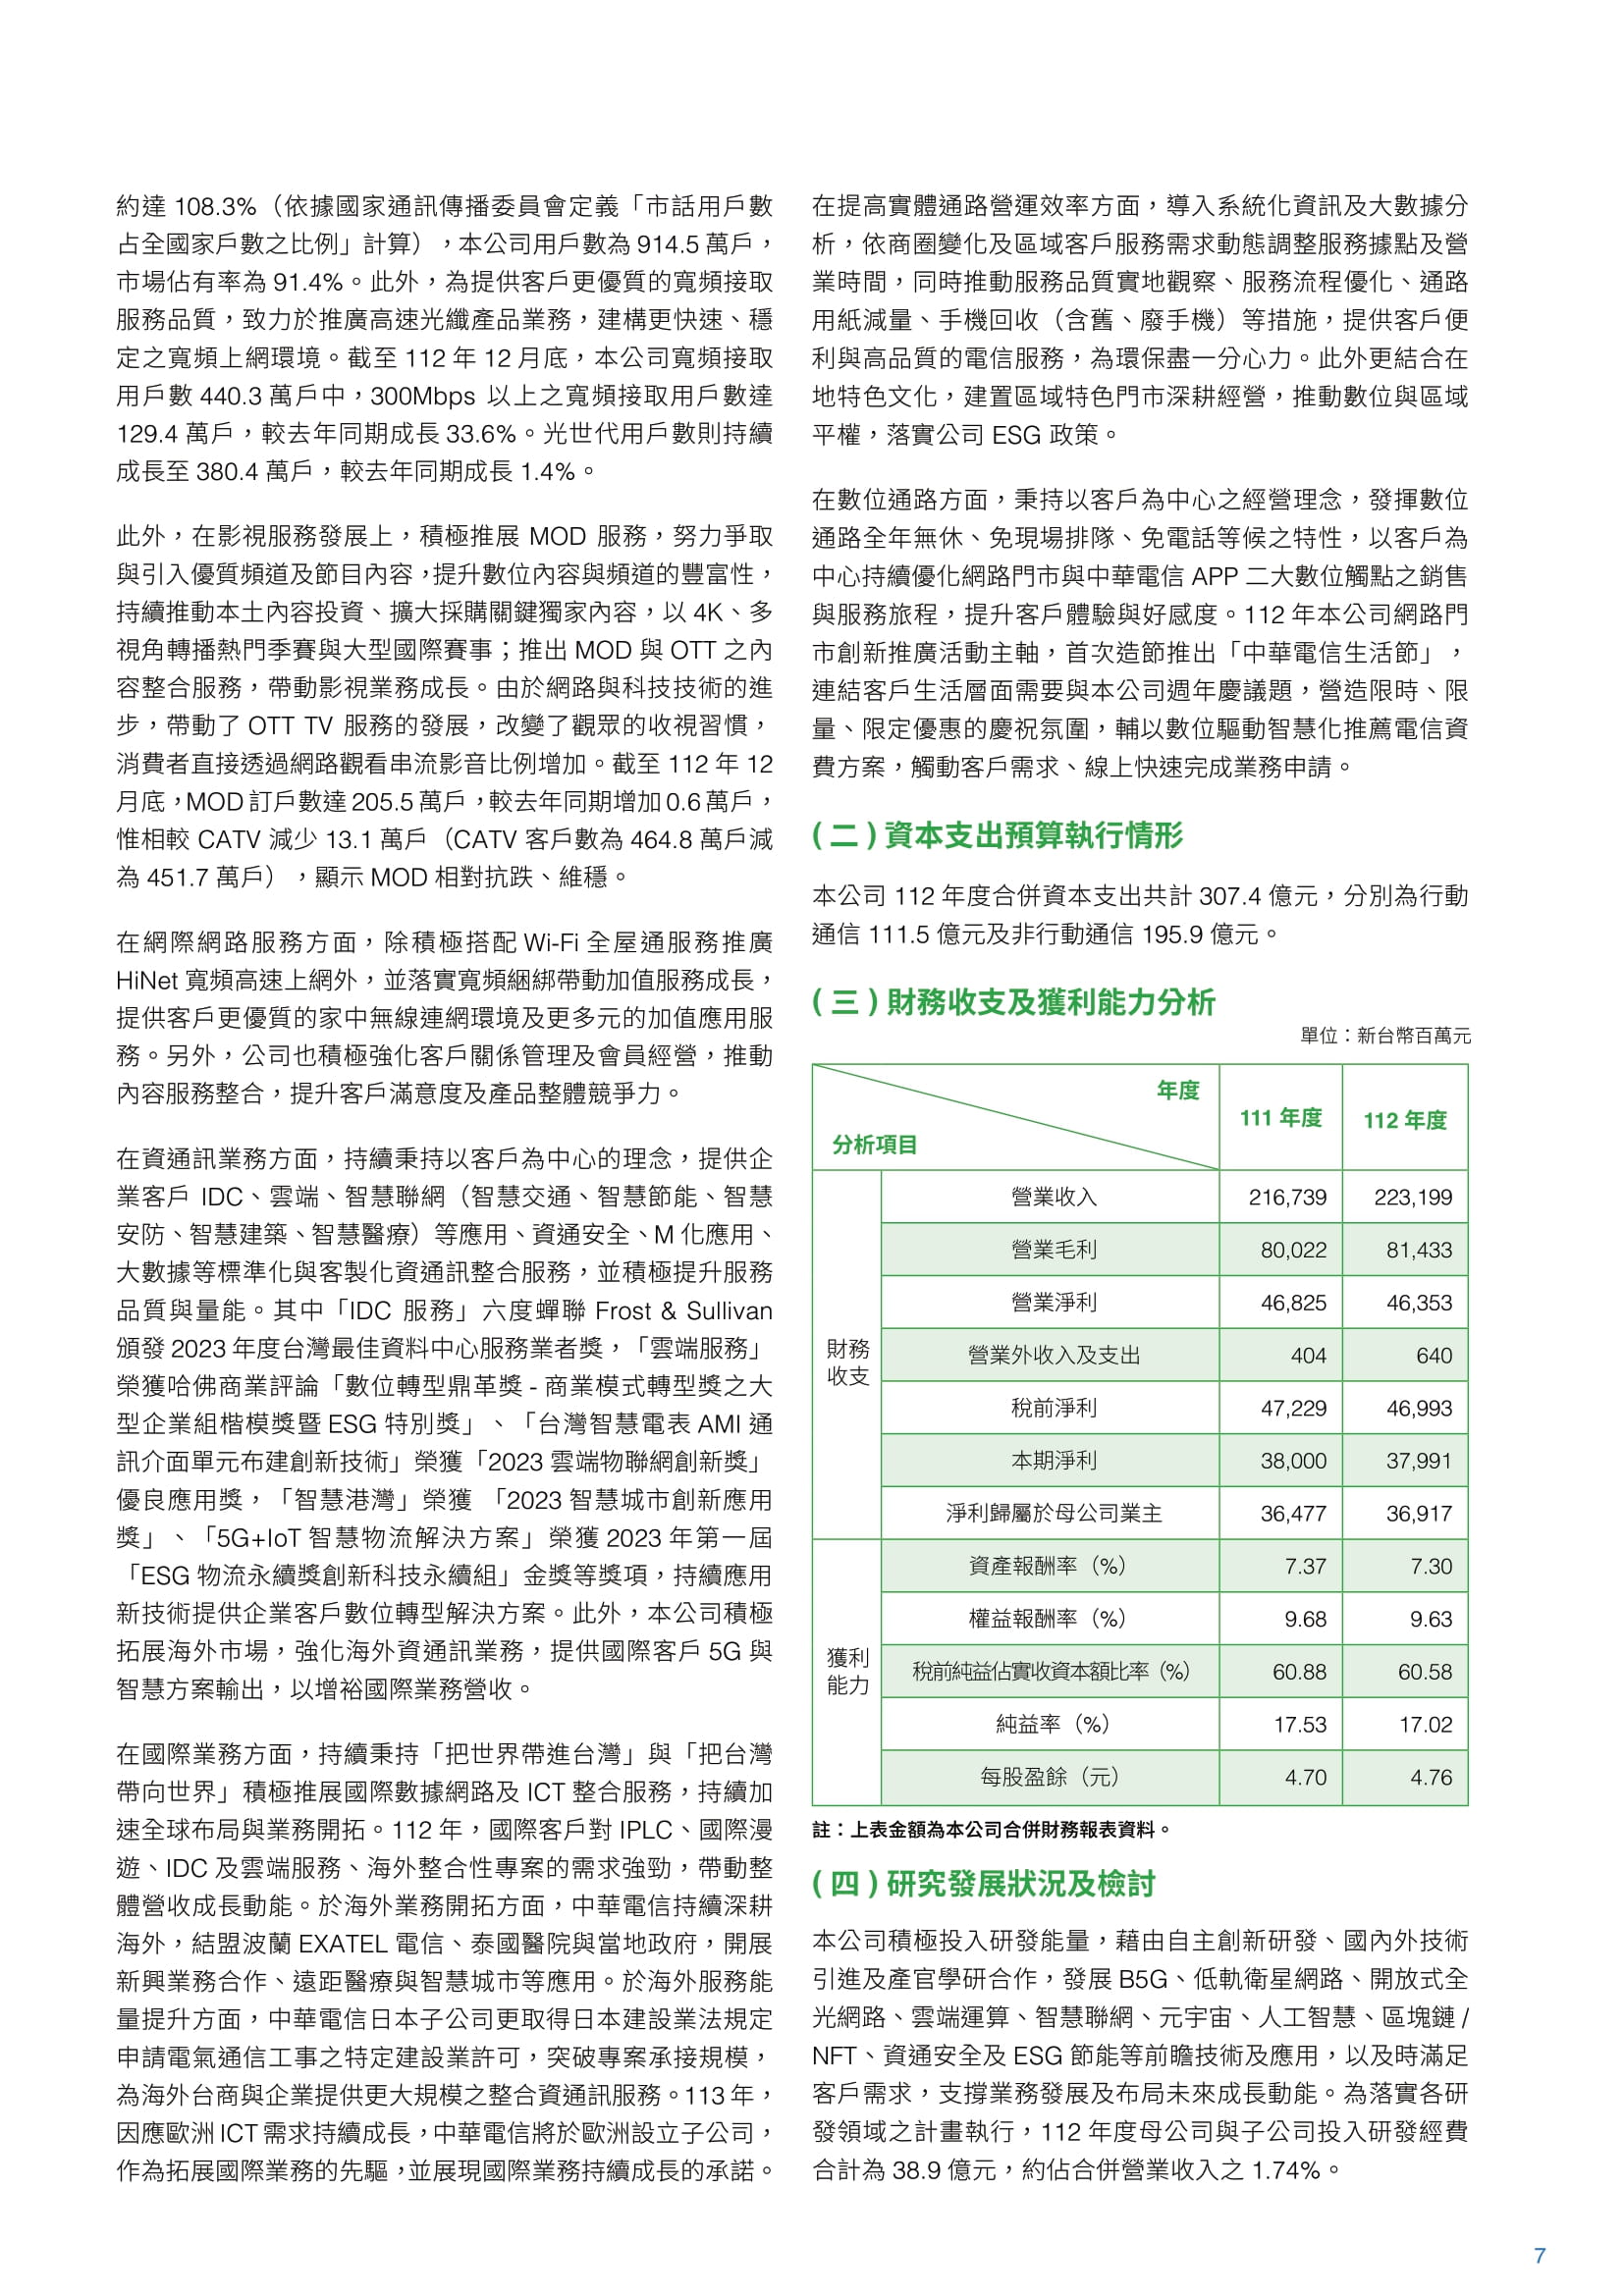 約達 108.3%（依據國家通訊傳播委員會定義「市話用戶數
占全國家戶數之比例」計算），本公司用戶數為 914.5 萬戶，
市場佔有率為 91.4%。此外，為提供客戶更優質的寬頻接取
服務品質，致力於推廣高速光纖產品業務，建構更快速、穩
定之寬頻上網環境。截至 112 年 12 月底，本公司寬頻接取
用戶數 440.3 萬戶中，300Mbps 以上之寬頻接取用戶數達
129.4 萬戶，較去年同期成長 33.6%。光世代用戶數則持續
成長至 380.4 萬戶，較去年同期成長 1.4%。
此外，在影視服務發展上，積極推展 MOD 服務，努力爭取
與引入優質頻道及節目內容，提升數位內容與頻道的豐富性，
持續推動本土內容投資、擴大採購關鍵獨家內容，以 4K、多
視角轉播熱門季賽與大型國際賽事；推出 MOD 與 OTT 之內
容整合服務，帶動影視業務成長。由於網路與科技技術的進
步，帶動了 OTT TV 服務的發展，改變了觀眾的收視習慣，
消費者直接透過網路觀看串流影音比例增加。截至 112 年 12
月底，MOD 訂戶數達 205.5 萬戶，較去年同期增加 0.6 萬戶，
惟相較 CATV 減少 13.1 萬戶（CATV 客戶數為 464.8 萬戶減
為 451.7 萬戶），顯示 MOD 相對抗跌、維穩。
在網際網路服務方面，除積極搭配 Wi-Fi 全屋通服務推廣
HiNet 寬頻高速上網外，並落實寬頻綑綁帶動加值服務成長，
提供客戶更優質的家中無線連網環境及更多元的加值應用服
務。另外，公司也積極強化客戶關係管理及會員經營，推動
內容服務整合，提升客戶滿意度及產品整體競爭力。
在資通訊業務方面，持續秉持以客戶為中心的理念，提供企
業客戶 IDC、雲端、智慧聯網（智慧交通、智慧節能、智慧
安防、智慧建築、智慧醫療）等應用、資通安全、M 化應用、
大數據等標準化與客製化資通訊整合服務，並積極提升服務
品質與量能。其中「IDC 服務」六度蟬聯 Frost & Sullivan
頒發 2023 年度台灣最佳資料中心服務業者獎，「雲端服務」
榮獲哈佛商業評論「數位轉型鼎革獎 - 商業模式轉型獎之大
型企業組楷模獎暨 ESG 特別獎」、「台灣智慧電表 AMI 通
訊介面單元布建創新技術」榮獲「2023 雲端物聯網創新獎」
優良應用獎，「智慧港灣」榮獲 「2023 智慧城市創新應用
獎」、「5G+IoT 智慧物流解決方案」榮獲 2023 年第一屆
「ESG 物流永續獎創新科技永續組」金獎等獎項，持續應用
新技術提供企業客戶數位轉型解決方案。此外，本公司積極
拓展海外市場，強化海外資通訊業務，提供國際客戶 5G 與
智慧方案輸出，以增裕國際業務營收。
在國際業務方面，持續秉持「把世界帶進台灣」與「把台灣
帶向世界」積極推展國際數據網路及 ICT 整合服務，持續加
速全球布局與業務開拓。112 年，國際客戶對 IPLC、國際漫
遊、IDC 及雲端服務、海外整合性專案的需求強勁，帶動整
體營收成長動能。於海外業務開拓方面，中華電信持續深耕
海外，結盟波蘭 EXATEL 電信、泰國醫院與當地政府，開展
新興業務合作、遠距醫療與智慧城市等應用。於海外服務能
量提升方面，中華電信日本子公司更取得日本建設業法規定
申請電氣通信工事之特定建設業許可，突破專案承接規模，
為海外台商與企業提供更大規模之整合資通訊服務。113 年，
因應歐洲 ICT 需求持續成長，中華電信將於歐洲設立子公司，
作為拓展國際業務的先驅，並展現國際業務持續成長的承諾。
在提高實體通路營運效率方面，導入系統化資訊及大數據分
析，依商圈變化及區域客戶服務需求動態調整服務據點及營
業時間，同時推動服務品質實地觀察、服務流程優化、通路
用紙減量、手機回收（含舊、廢手機）等措施，提供客戶便
利與高品質的電信服務，為環保盡一分心力。此外更結合在
地特色文化，建置區域特色門市深耕經營，推動數位與區域
平權，落實公司 ESG 政策。
在數位通路方面，秉持以客戶為中心之經營理念，發揮數位
通路全年無休、免現場排隊、免電話等候之特性，以客戶為
中心持續優化網路門市與中華電信 APP 二大數位觸點之銷售
與服務旅程，提升客戶體驗與好感度。112 年本公司網路門
市創新推廣活動主軸，首次造節推出「中華電信生活節」，
連結客戶生活層面需要與本公司週年慶議題，營造限時、限
量、限定優惠的慶祝氛圍，輔以數位驅動智慧化推薦電信資
費方案，觸動客戶需求、線上快速完成業務申請。
( 二 ) 資本支出預算執行情形
本公司 112 年度合併資本支出共計 307.4 億元，分別為行動
通信 111.5 億元及非行動通信 195.9 億元。
( 三 ) 財務收支及獲利能力分析
單位：新台幣百萬元
年度
分析項目
111 年度 112 年度
財務
收支
營業收入 216,739 223,199
營業毛利 80,022 81,433
營業淨利 46,825 46,353
營業外收入及支出 404 640
稅前淨利 47,229 46,993
本期淨利 38,000 37,991
淨利歸屬於母公司業主 36,477 36,917
獲利
能力
資產報酬率（%） 7.37 7.30
權益報酬率（%） 9.68 9.63
稅前純益佔實收資本額比率（%） 60.88 60.58
純益率（%） 17.53 17.02
每股盈餘（元） 4.70 4.76
註：上表金額為本公司合併財務報表資料。
( 四 ) 研究發展狀況及檢討
本公司積極投入研發能量，藉由自主創新研發、國內外技術
引進及產官學研合作，發展 B5G、低軌衛星網路、開放式全
光網路、雲端運算、智慧聯網、元宇宙、人工智慧、區塊鏈 /
NFT、資通安全及 ESG 節能等前瞻技術及應用，以及時滿足
客戶需求，支撐業務發展及布局未來成長動能。為落實各研
發領域之計畫執行，112 年度母公司與子公司投入研發經費
合計為 38.9 億元，約佔合併營業收入之 1.74%。
7